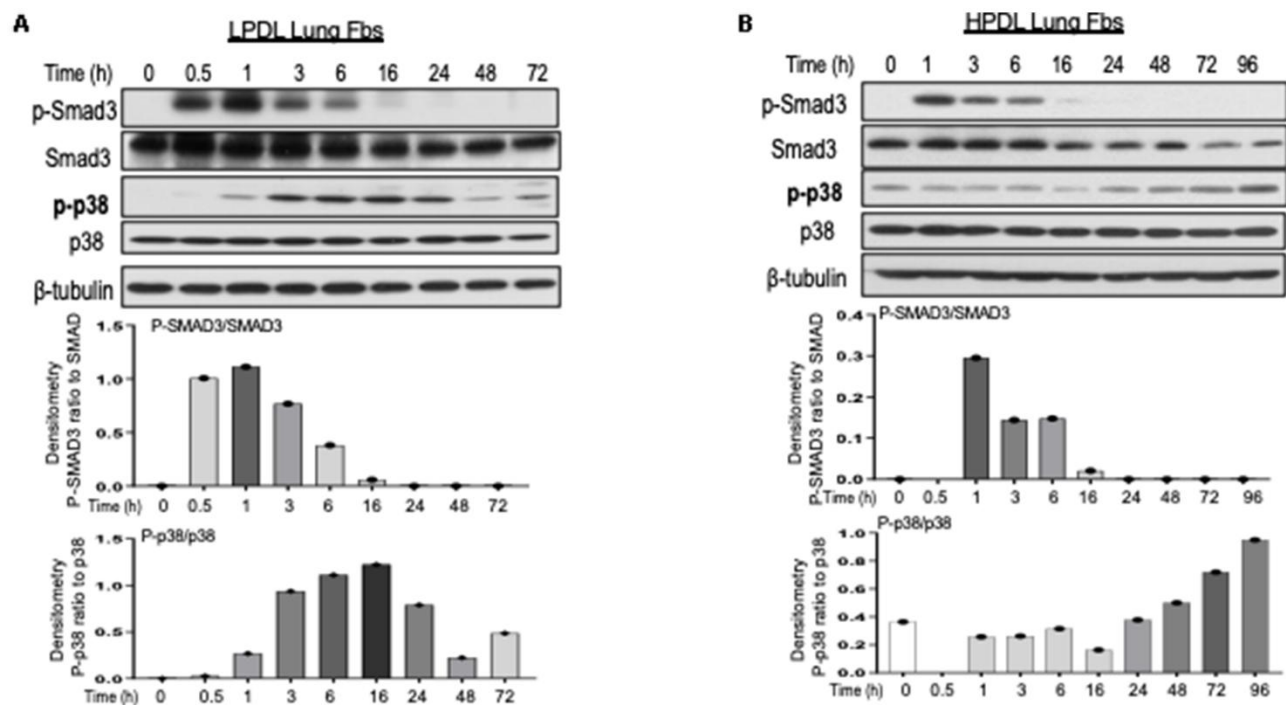 A
LPDL Lung Fbs
Time (h) 0 0.5 1 3 6 16 24 48 72
p-Smad3
Smad3
p-p38
p38
β-tubulin
P-SMAD3/SMAD3
Densitometry
P-SMAD3 ratio to SMAD
1.5
1.0
0.5
0.0
Time (h) 0 0.5 1 3 6 16 24 48 72
P-p38/p38
Densitometry
P-p38 ratio to p38
1.5
1.0
0.5
0.0
Time (h) 0 0.5 1 3 6 16 24 48 72
B
HPDL Lung Fbs
Time (h) 0 1 3 6 16 24 48 72 96
p-Smad3
Smad3
p-p38
p38
β-tubulin
P-SMAD3/SMAD3
Densitometry
P-SMAD3 ratio to SMAD
0.4
0.3
0.2
0.1
0.0
Time (h) 0 0.5 1 3 6 16 24 48 72 96
P-p38/p38
Densitometry
P-p38 ratio to p38
1.0
0.8
0.6
0.4
0.2
0.0
Time (h) 0 0.5 1 3 6 16 24 48 72 96